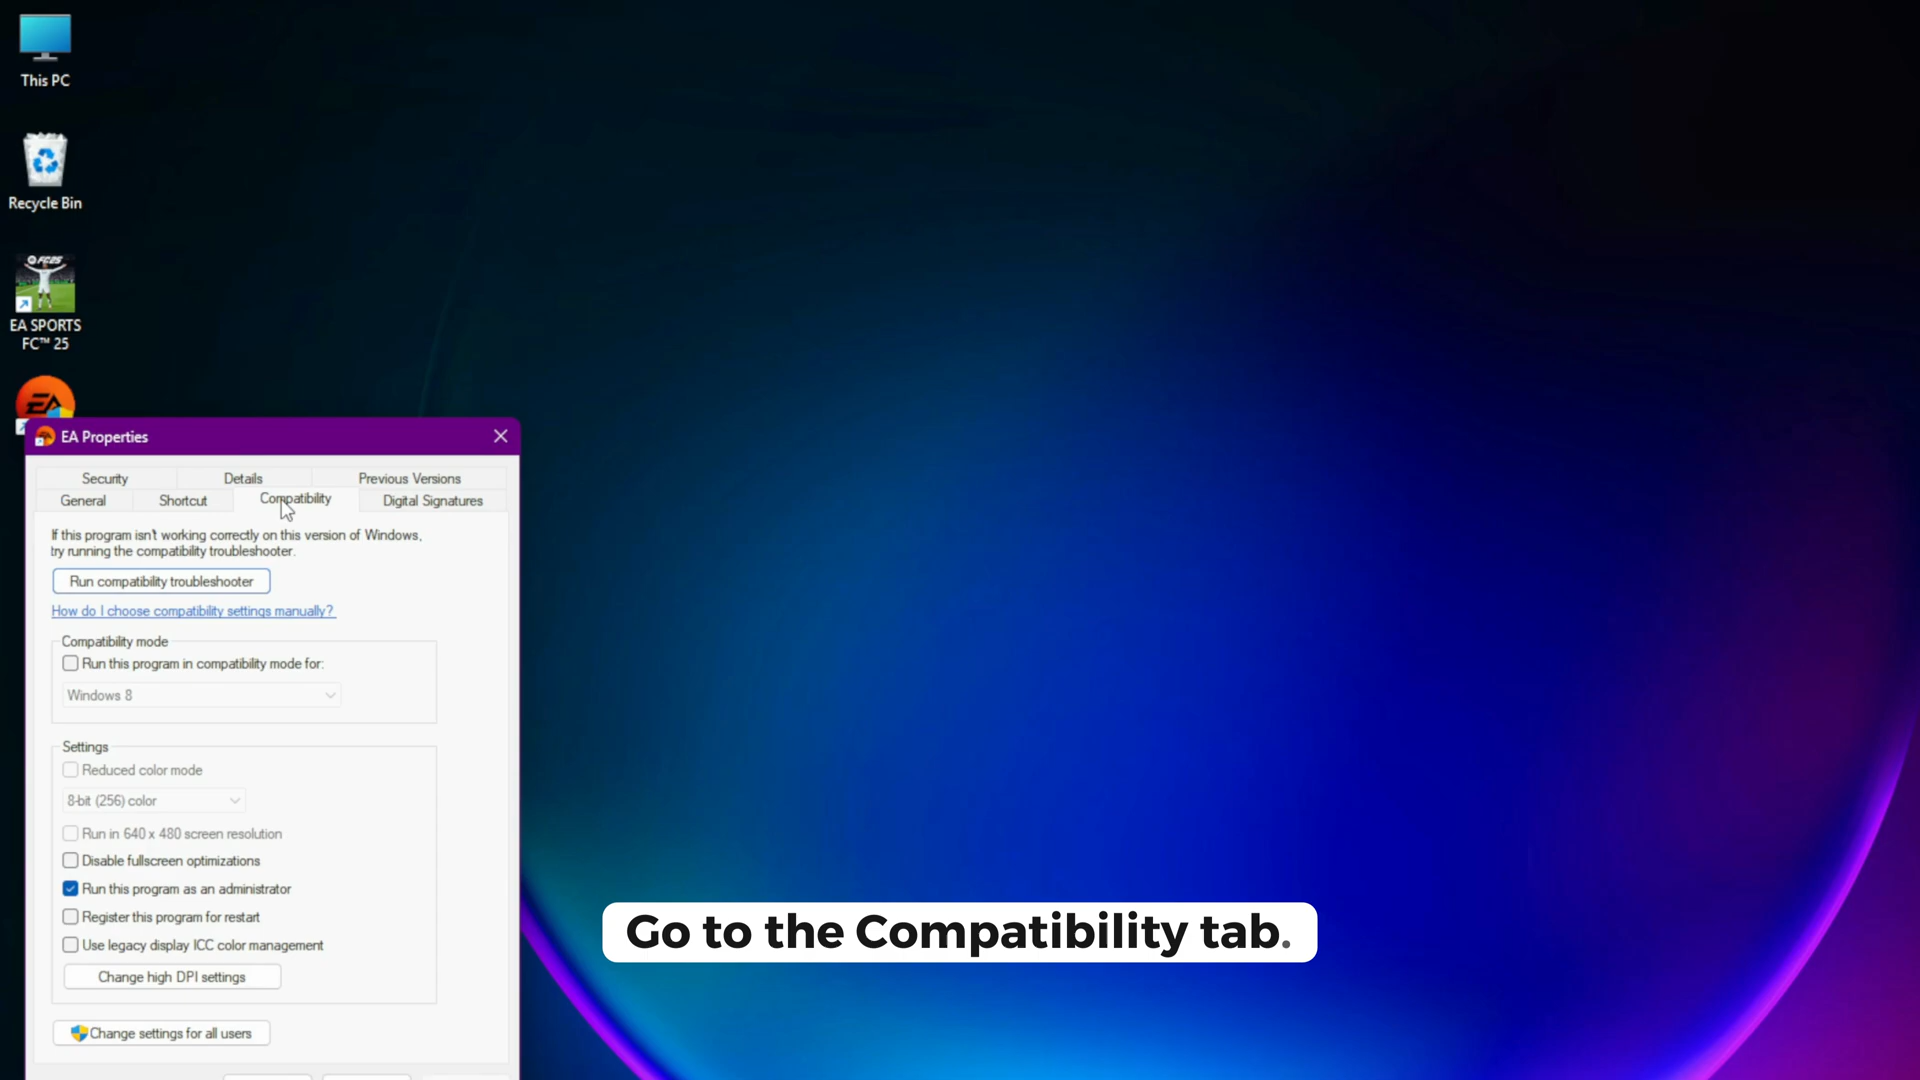 This PC
Recycle Bin
FC25
EA SPORTS
FC™ 25
EA
EA Properties
Security
Details
Previous Versions
General
Shortcut
Compatibility
Digital Signatures
If this program isn't working correctly on this version of Windows,
try running the compatibility troubleshooter.
Run compatibility troubleshooter
How do I choose compatibility settings manually?
Compatibility mode
Run this program in compatibility mode for:
Windows 8
Settings
Reduced color mode
8-bit (256) color
Run in 640 x 480 screen resolution
Disable fullscreen optimizations
Run this program as an administrator
Register this program for restart
Use legacy display ICC color management
Change high DPI settings
Change settings for all users
Go to the Compatibility tab.